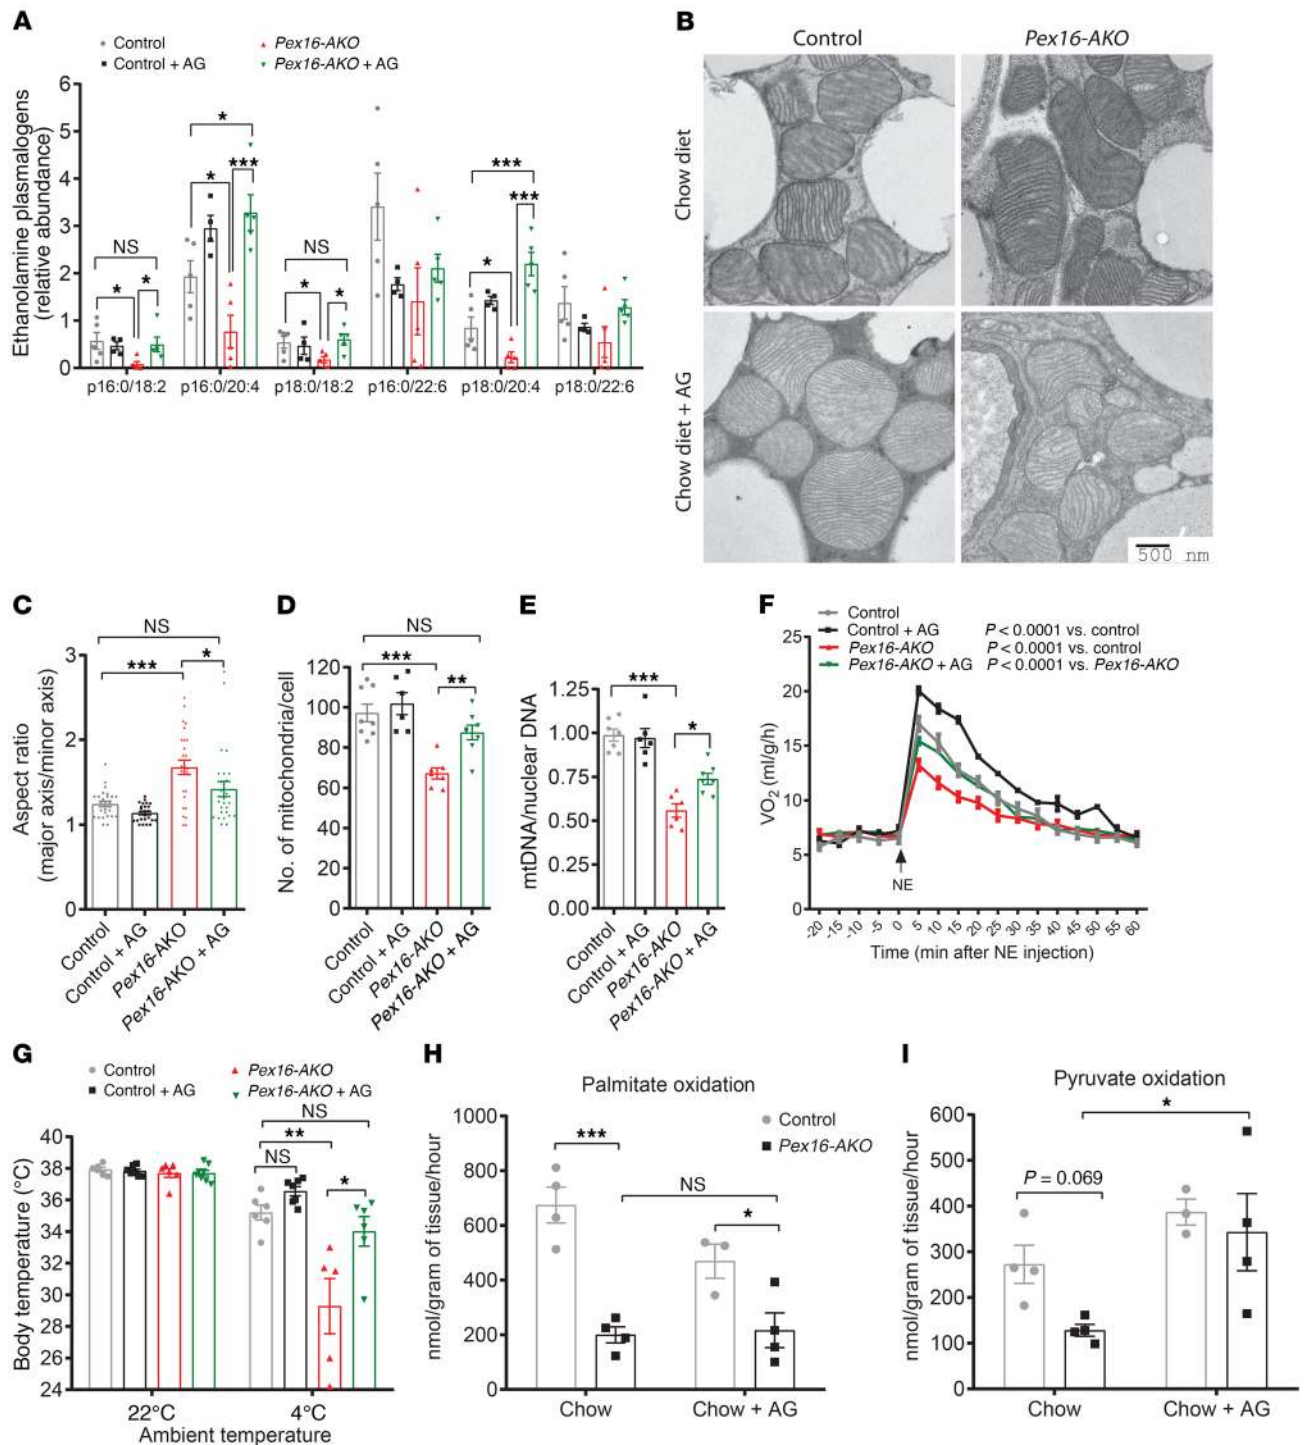 A
Control
Pex16-AKO
Control + AG
Pex16-AKO + AG
Ethanolamine plasmalogens
(relative abundance)
6
5
4
3
2
1
0
NS
*
*
*
*
***
NS
*
*
***
*
***
p16:0/18:2
p16:0/20:4
p18:0/18:2
p16:0/22:6
p18:0/20:4
p18:0/22:6
B
Control
Pex16-AKO
Chow diet
Chow diet + AG
500 nm
C
Aspect ratio
(major axis/minor axis)
3
2
1
0
NS
***
*
Control
Control + AG
Pex16-AKO
Pex16-AKO + AG
D
No. of mitochondria/cell
120
100
80
60
40
20
0
NS
***
**
Control
Control + AG
Pex16-AKO
Pex16-AKO + AG
E
mtDNA/nuclear DNA
1.25
1.00
0.75
0.50
0.25
0.00
***
*
Control
Control + AG
Pex16-AKO
Pex16-AKO + AG
F
Control
Control + AG P < 0.0001 vs. control
Pex16-AKO P < 0.0001 vs. control
Pex16-AKO + AG P < 0.0001 vs. Pex16-AKO
VO2 (ml/g/h)
25
20
15
10
5
0
NE
-20 -15 -10 -5 0 5 10 15 20 25 30 35 40 45 50 55 60
Time (min after NE injection)
G
Control
Pex16-AKO
Control + AG
Pex16-AKO + AG
Body temperature (°C)
40
38
36
34
32
30
28
26
24
NS
**
NS
*
22°C
4°C
Ambient temperature
H
Palmitate oxidation
Control
Pex16-AKO
nmol/gram of tissue/hour
1000
800
600
400
200
0
***
NS
*
Chow
Chow + AG
I
Pyruvate oxidation
nmol/gram of tissue/hour
600
500
400
300
200
100
0
*
P = 0.069
Chow
Chow + AG